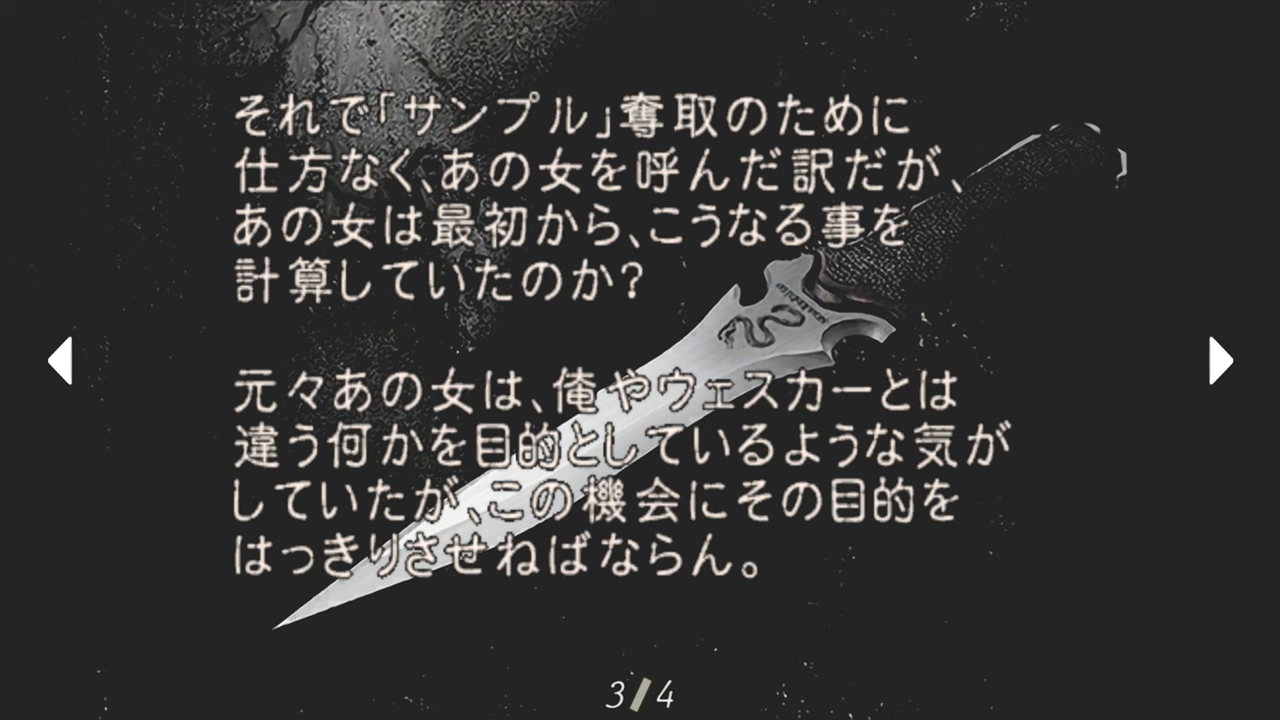 それで「サンプル」奪取のために
仕方なく、あの女を呼んだ訳だが、
あの女は最初から、こうなる事を
計算していたのか?
元々あの女は、俺やウェスカーとは
違う何かを目的としているような気が
していたが、この機会にその目的を
はっきりさせねばならん。
3/4